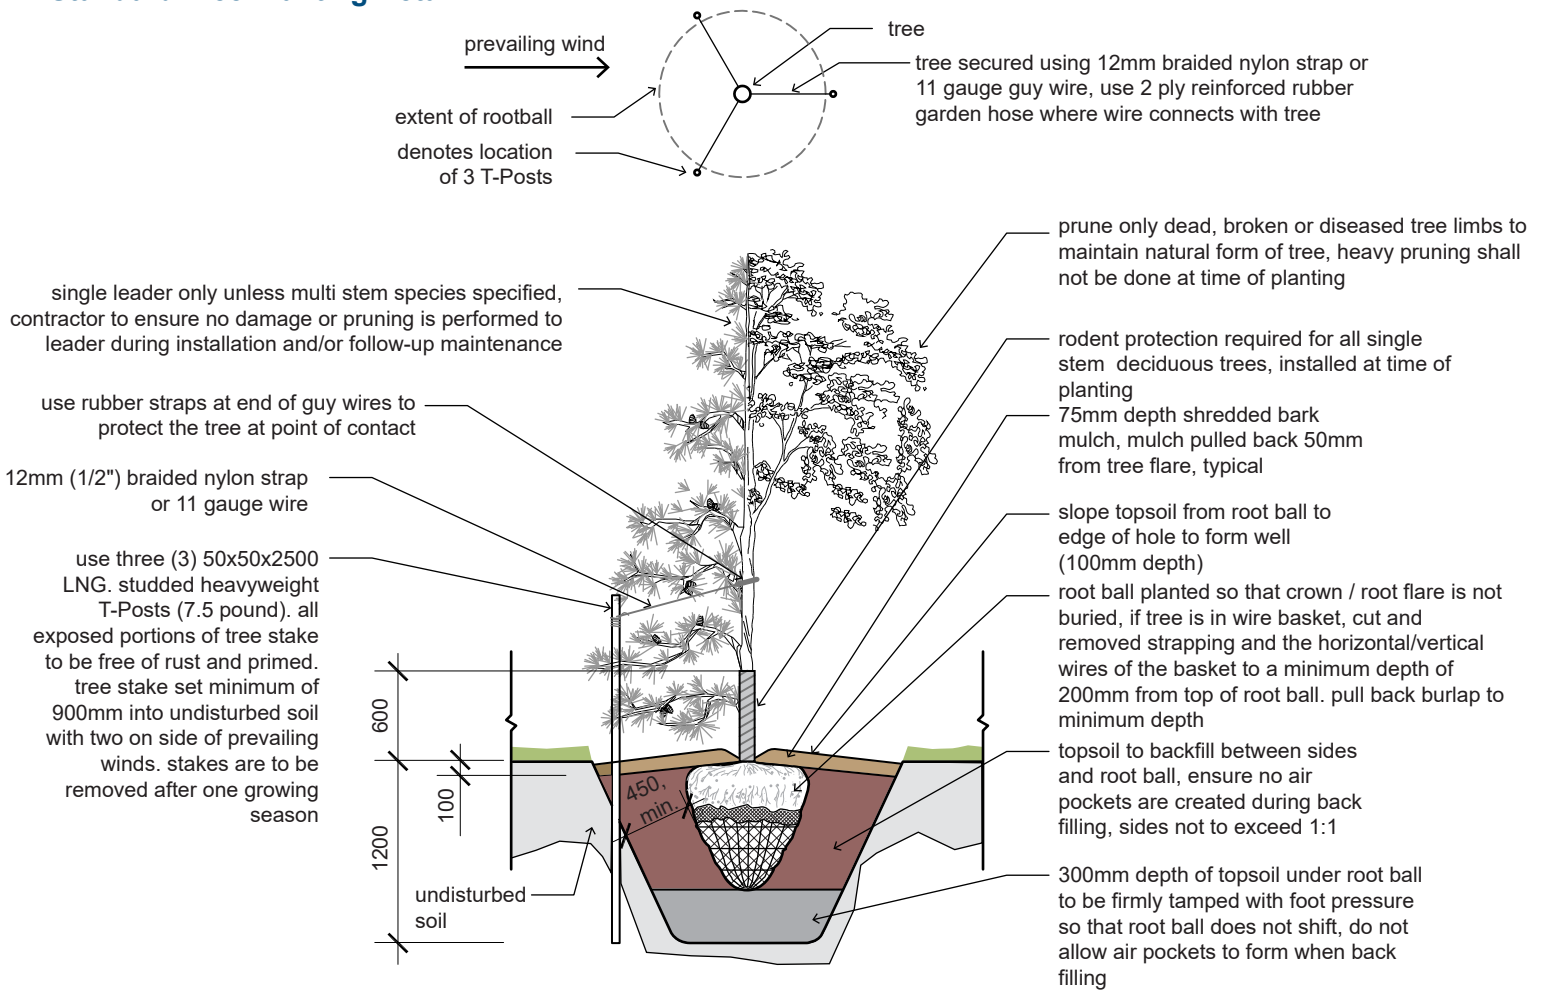 prevailing wind
tree
tree secured using 12mm braided nylon strap or
11 gauge guy wire, use 2 ply reinforced rubber
garden hose where wire connects with tree
extent of rootball
denotes location
of 3 T-Posts
single leader only unless multi stem species specified,
contractor to ensure no damage or pruning is performed to
leader during installation and/or follow-up maintenance
use rubber straps at end of guy wires to
protect the tree at point of contact
12mm (1/2") braided nylon strap
or 11 gauge wire
use three (3) 50x50x2500
LNG. studded heavyweight
T-Posts (7.5 pound). all
exposed portions of tree stake
to be free of rust and primed.
tree stake set minimum of
900mm into undisturbed soil
with two on side of prevailing
winds. stakes are to be
removed after one growing
season
600
100
1200
450,
min.
undisturbed
soil
prune only dead, broken or diseased tree limbs to
maintain natural form of tree, heavy pruning shall
not be done at time of planting
rodent protection required for all single
stem deciduous trees, installed at time of
planting
75mm depth shredded bark
mulch, mulch pulled back 50mm
from tree flare, typical
slope topsoil from root ball to
edge of hole to form well
(100mm depth)
root ball planted so that crown / root flare is not
buried, if tree is in wire basket, cut and
removed strapping and the horizontal/vertical
wires of the basket to a minimum depth of
200mm from top of root ball. pull back burlap to
minimum depth
topsoil to backfill between sides
and root ball, ensure no air
pockets are created during back
filling, sides not to exceed 1:1
300mm depth of topsoil under root ball
to be firmly tamped with foot pressure
so that root ball does not shift, do not
allow air pockets to form when back
filling